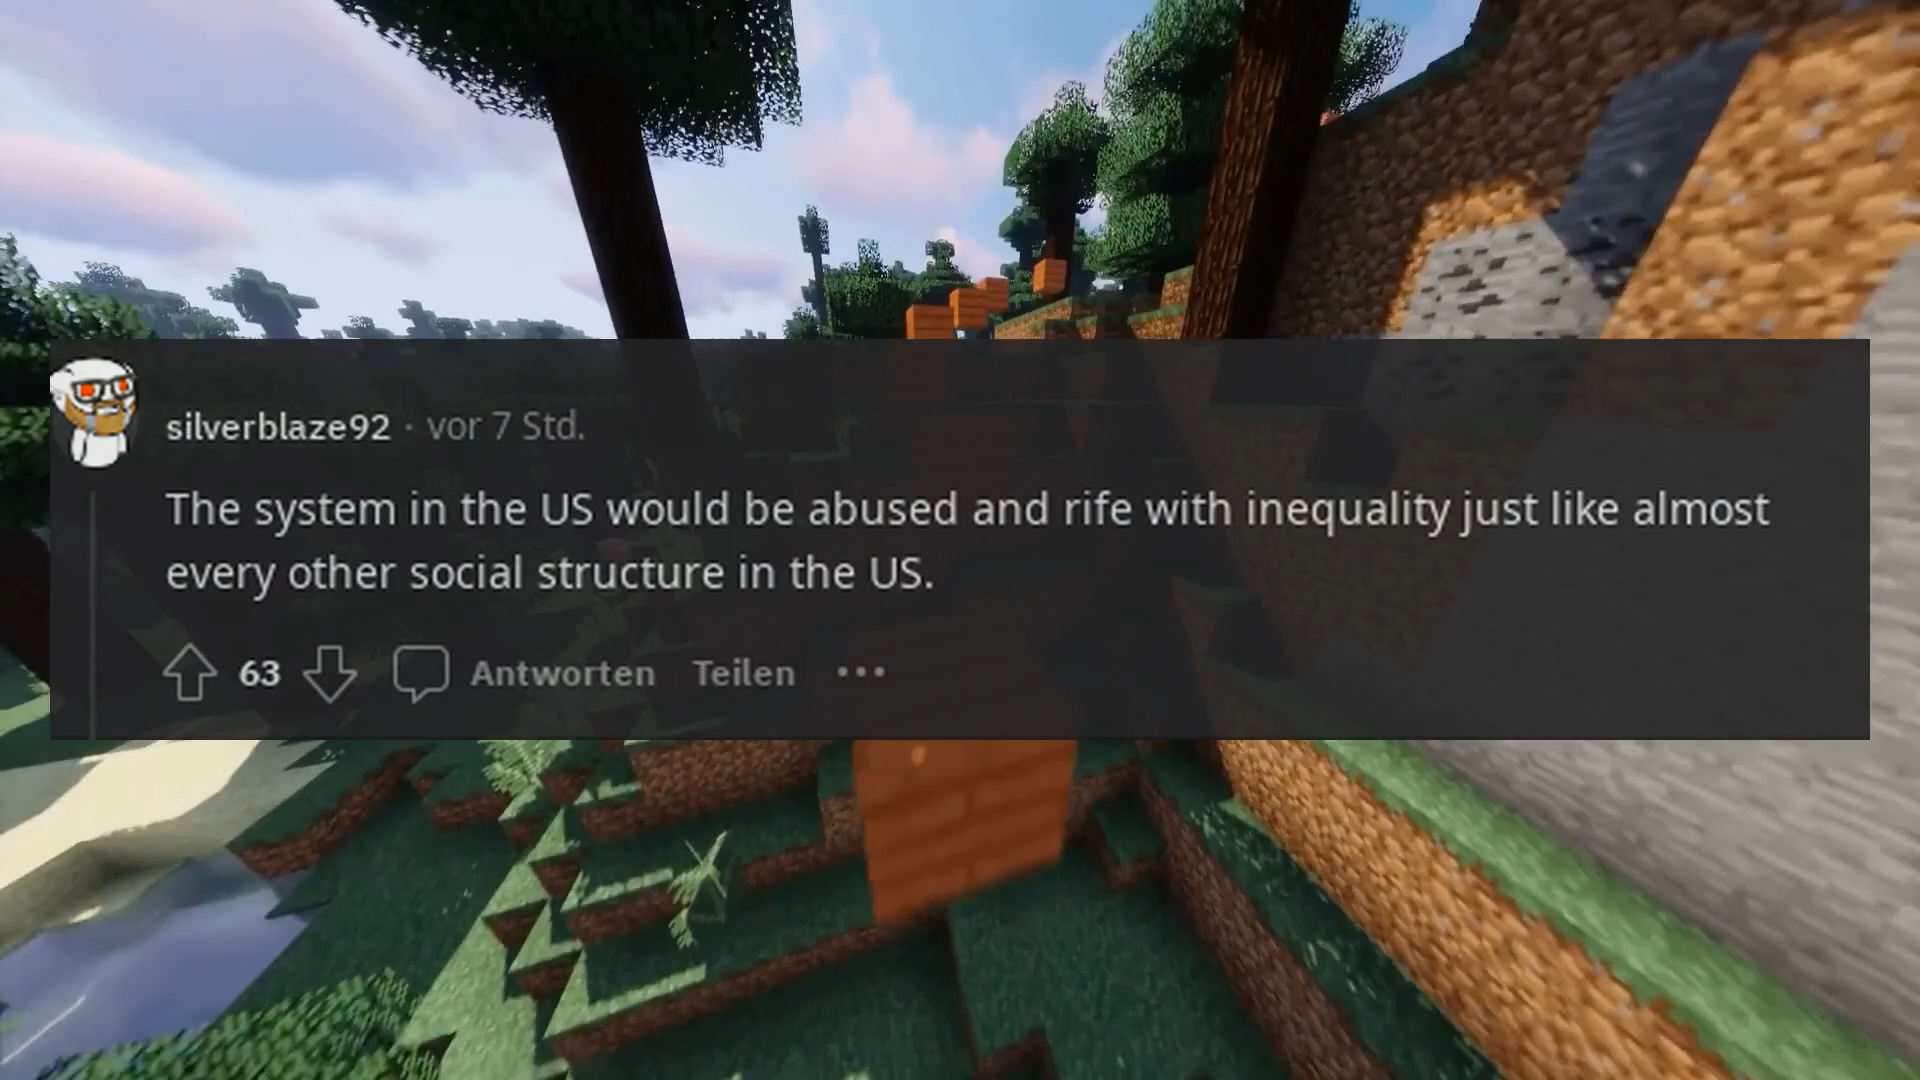 silverblaze92 · vor 7 Std.
The system in the US would be abused and rife with inequality just like almost
every other social structure in the US.
63 Antworten Teilen •••